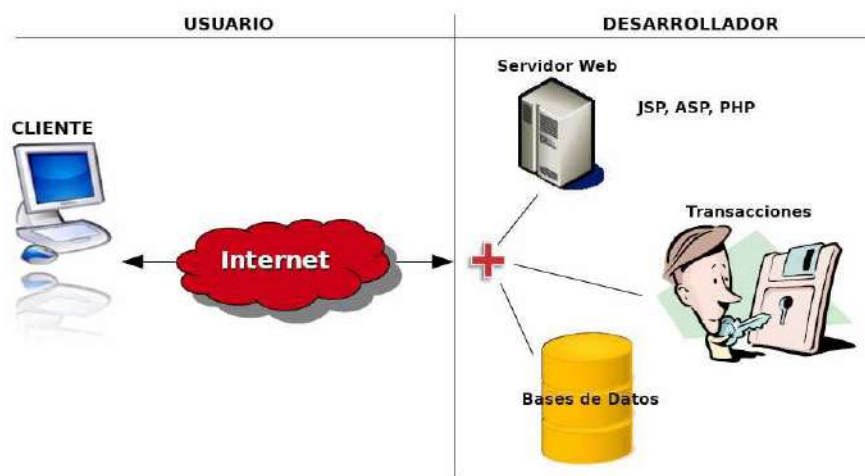 USUARIO
DESARROLLADOR
Servidor Web
JSP, ASP, PHP
CLIENTE
Transacciones
Internet
Bases de Datos